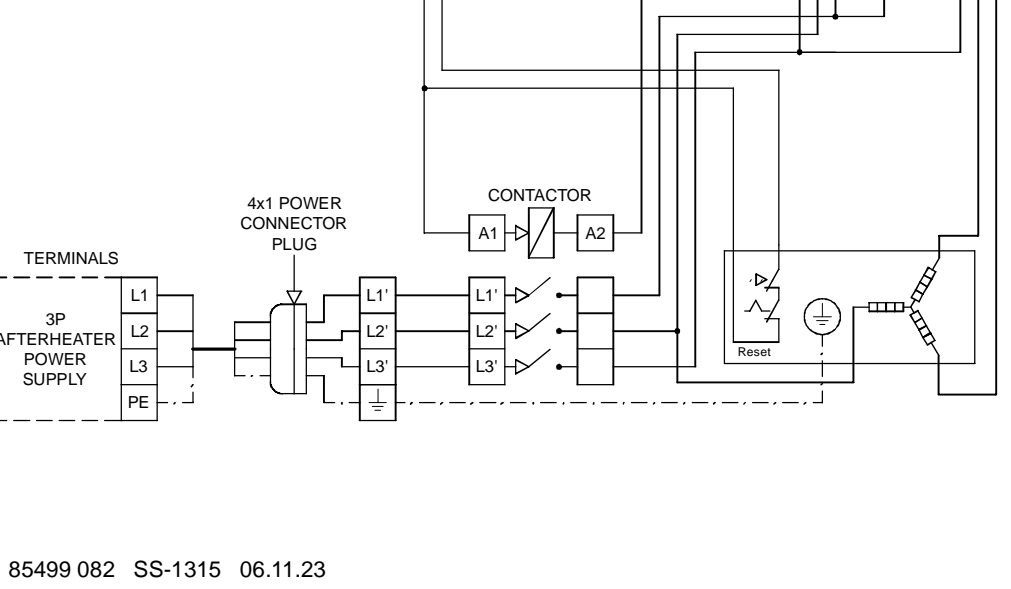 CONTACTOR
4x1 POWER
CONNECTOR
PLUG
A1
A2
TERMINALS
L1
L2
L3
PE
3P
AFTERHEATER
POWER
SUPPLY
L1'
L2'
L3'
L1'
L2'
L3'
Reset
85499 082 SS-1315 06.11.23